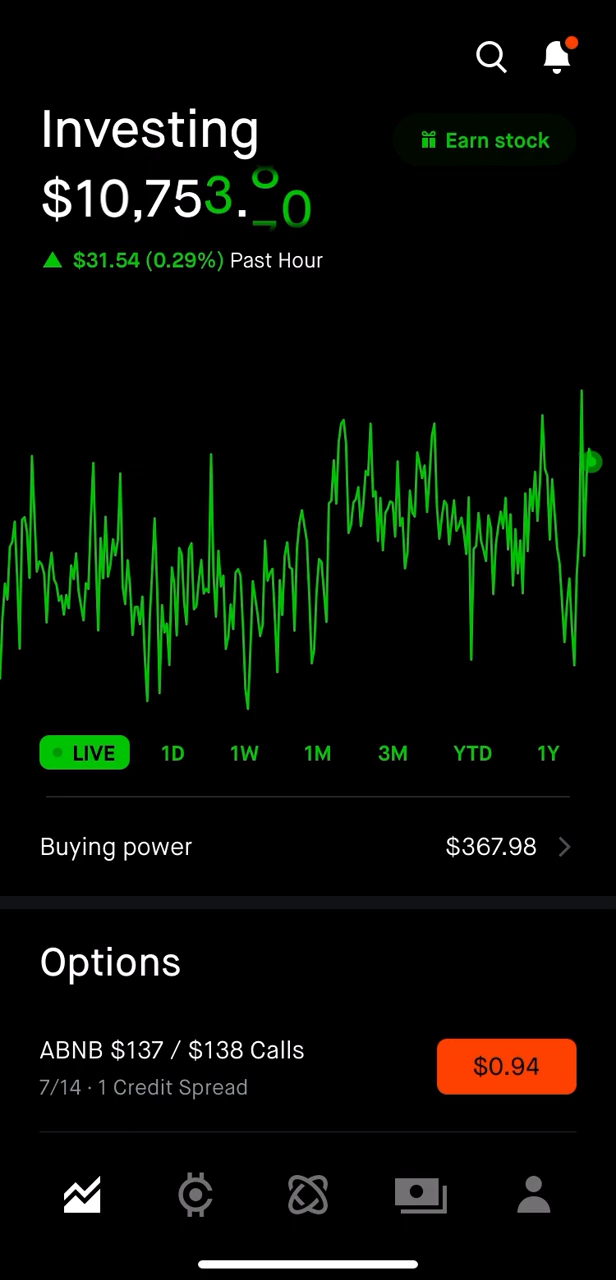 Investing
Earn stock
$10,753.
▲ $31.54 (0.29%) Past Hour
LIVE 1D 1W 1M 3M YTD 1Y
Buying power $367.98
Options
ABNB $137 / $138 Calls
7/14 · 1 Credit Spread
$0.94